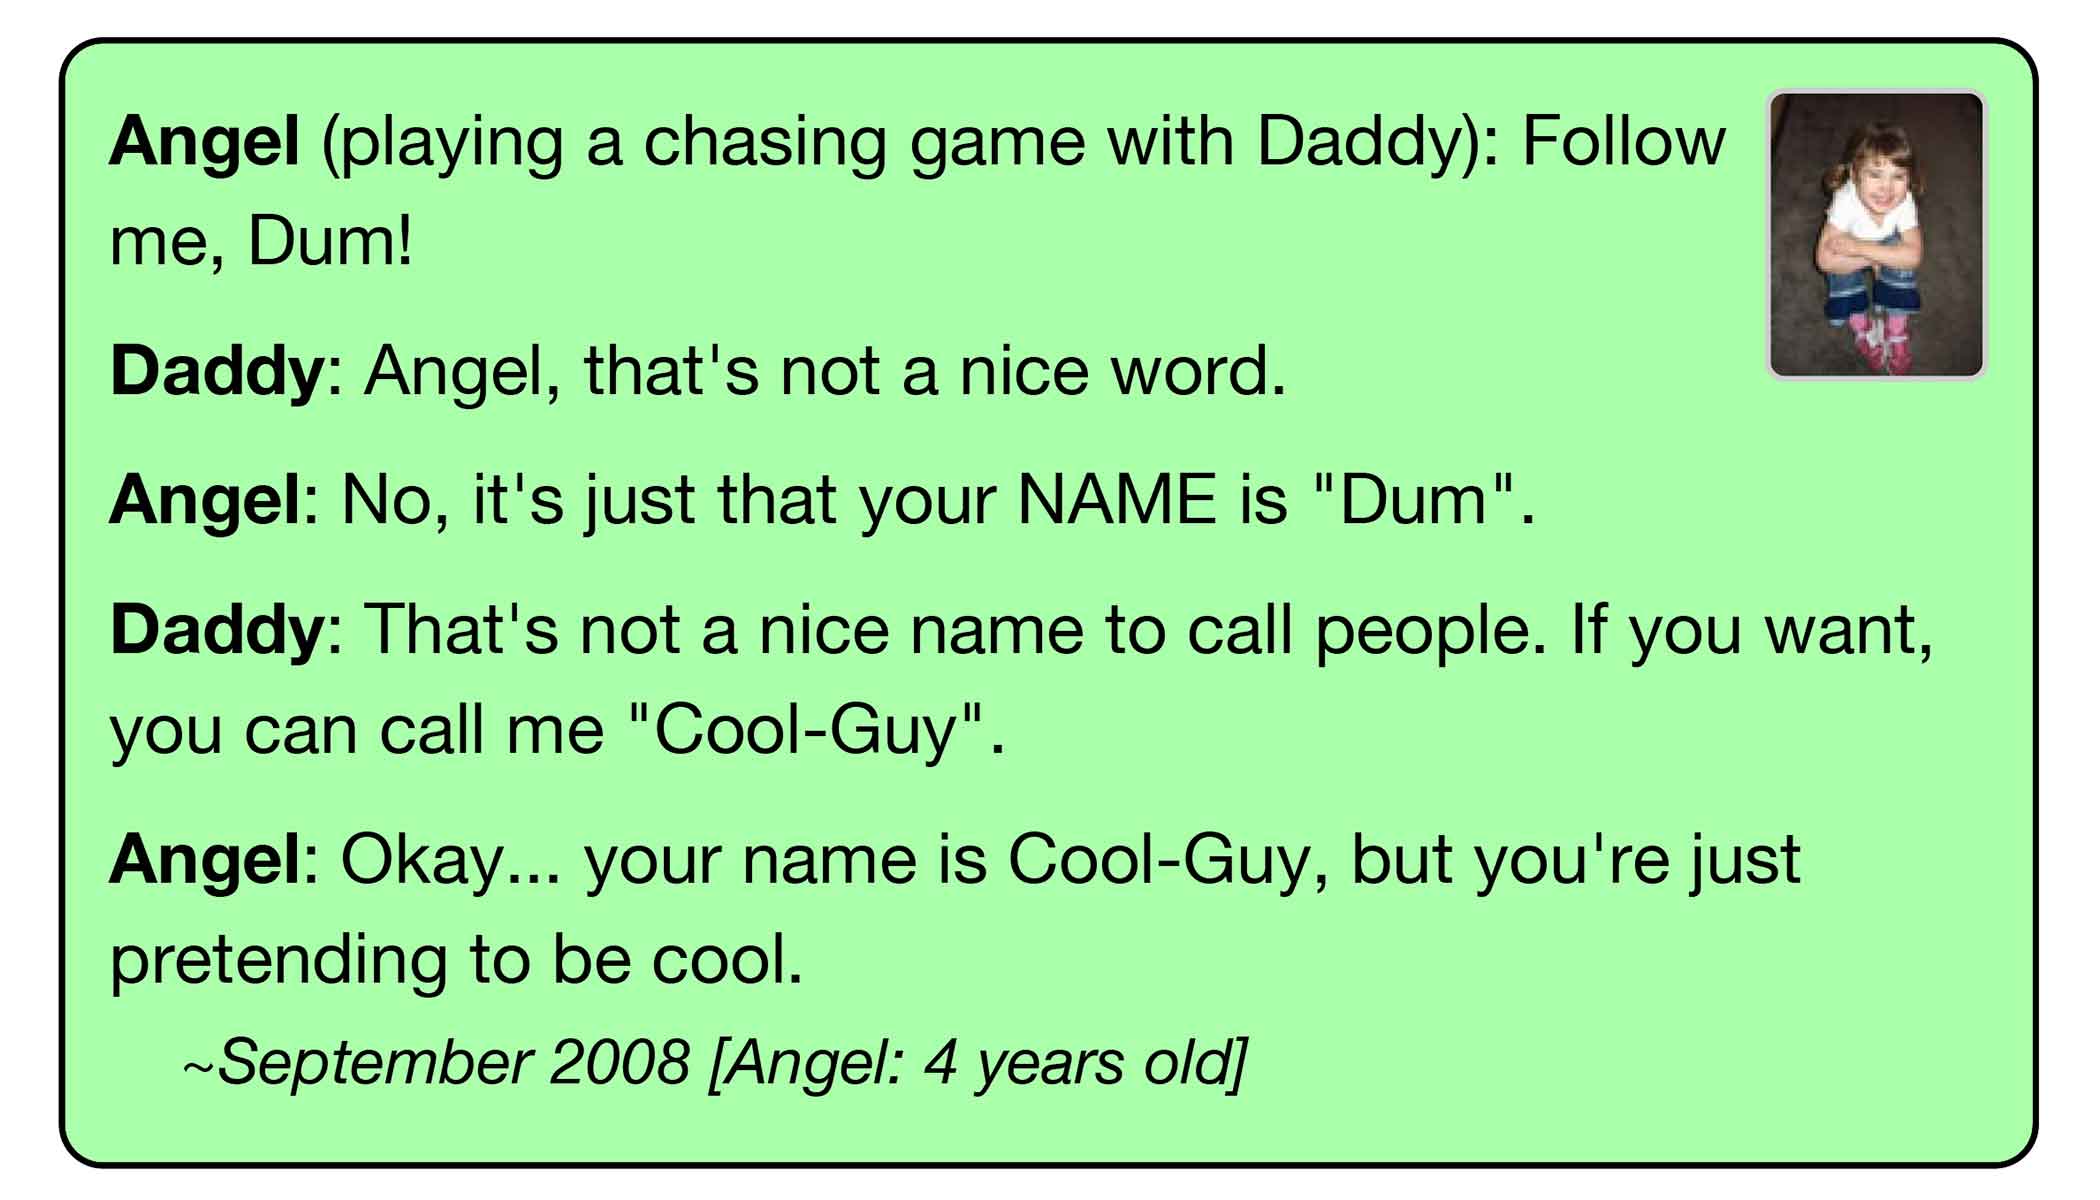 Angel (playing a chasing game with Daddy): Follow
me, Dum!
Daddy: Angel, that's not a nice word.
Angel: No, it's just that your NAME is "Dum".
Daddy: That's not a nice name to call people. If you want,
you can call me "Cool-Guy".
Angel: Okay... your name is Cool-Guy, but you're just
pretending to be cool.
~September 2008 [Angel: 4 years old]